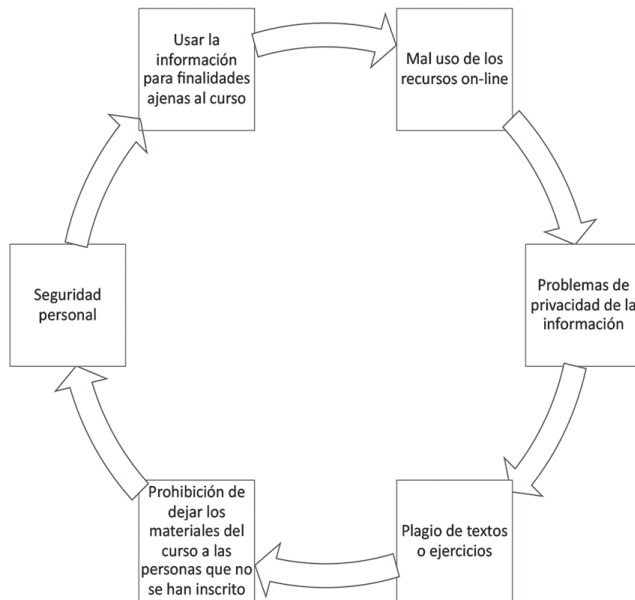 Usar la
información
para finalidades
ajenas al curso
Mal uso de los
recursos on-line
Problemas de
privacidad de la
información
Plagio de textos
o ejercicios
Prohibición de
dejar los
materiales del
curso a las
personas que no
se han inscrito
Seguridad
personal